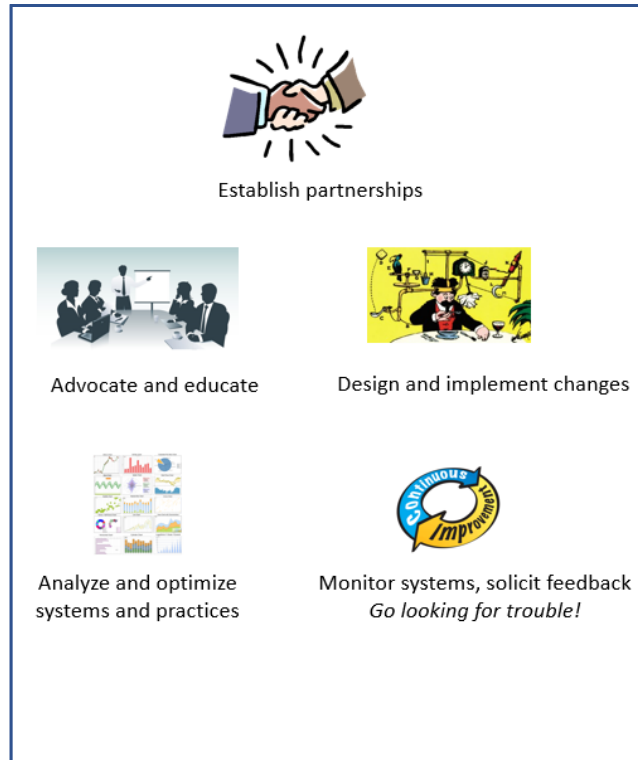 Establish partnerships
Advocate and educate
Design and implement changes
Analyze and optimize
systems and practices
Continuous
Improvement
Monitor systems, solicit feedback
Go looking for trouble!